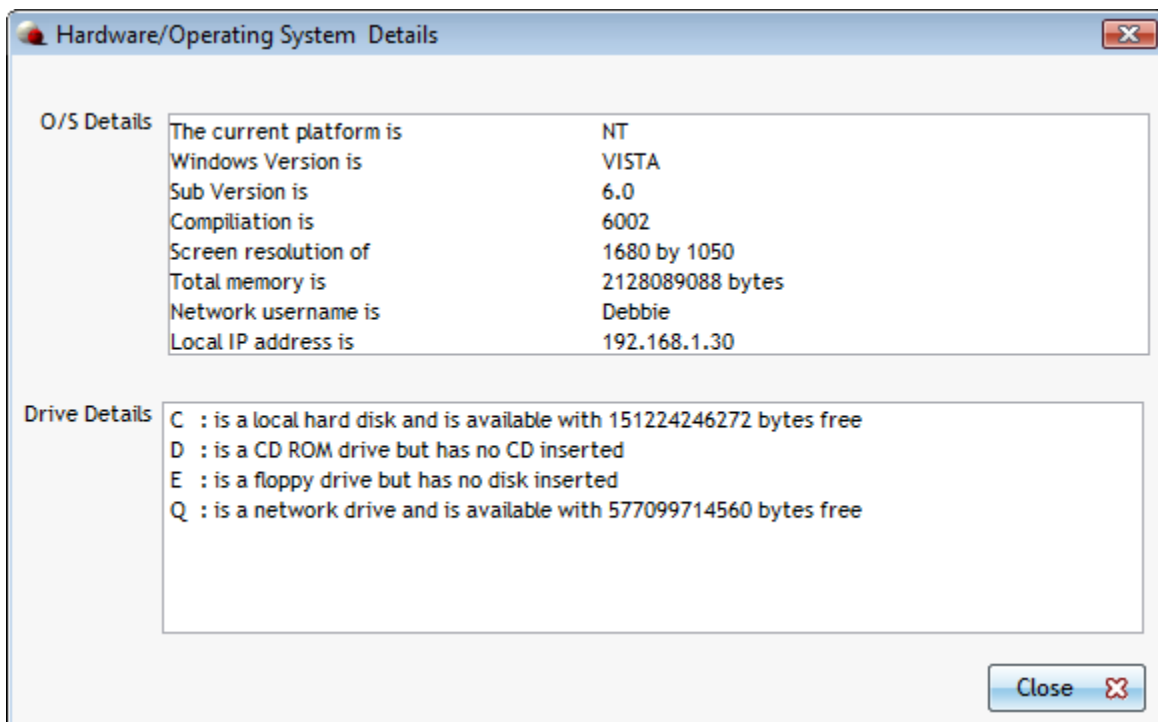 Hardware/Operating System  Details
O/S Details
The current platform is NT
Windows Version is VISTA
Sub Version is 6.0
Compiliation is 6002
Screen resolution of 1680 by 1050
Total memory is 2128089088 bytes
Network username is Debbie
Local IP address is 192.168.1.30
Drive Details
C : is a local hard disk and is available with 151224246272 bytes free
D : is a CD ROM drive but has no CD inserted
E : is a floppy drive but has no disk inserted
Q : is a network drive and is available with 577099714560 bytes free
Close